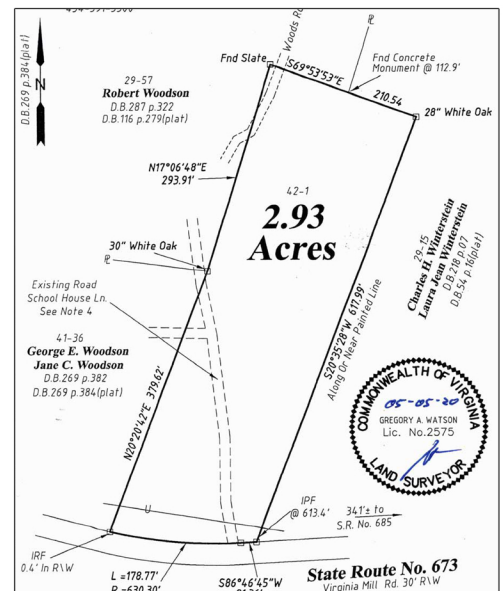 Woods
Fnd Slate
S69°53'53"E
210.54
Fnd Concrete
Monument @ 112.9'
28" White Oak
N
D.B.269 p.384(plat)
29-57
Robert Woodson
D.B.287 p.322
D.B.116 p.279(plat)
N17°06'48"E
293.91'
42-1
2.93
Acres
30" White Oak
Existing Road
School House Ln.
See Note 4
41-36
George E. Woodson
Jane C. Woodson
D.B.269 p.382
D.B.269 p.384(plat)
N20°20'42"E 379.62'
S20°35'28"W 617.99'
Along Or Near Painted Line
29-15
Charles H. Winterstein
Laura Jean Winterstein
D.B.218 p.07
D.B.54 p.16(plat)
COMMONWEALTH OF VIRGINIA
05-05-20
GREGORY A. WATSON
Lic. No.2575
LAND SURVEYOR
IPF
@ 613.4'
341'± to
S.R. No. 685
U
IRF
0.4' In R\W
L =178.77'
R =630.30'
S86°46'45"W
State Route No. 673
Virginia Mill Rd. 30' R\W